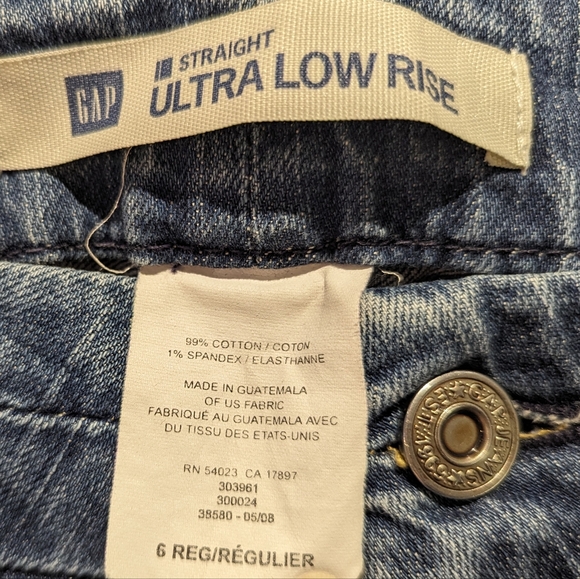 GAP
STRAIGHT
ULTRA LOW RISE
99% COTTON / COTON
1% SPANDEX / ELASTHANNE
MADE IN GUATEMALA
OF US FABRIC
FABRIQUÉ AU GUATEMALA AVEC
DU TISSU DES ETATS-UNIS
RN 54023 CA 17897
303961
300024
38580 - 05/08
6 REG/RÉGULIER